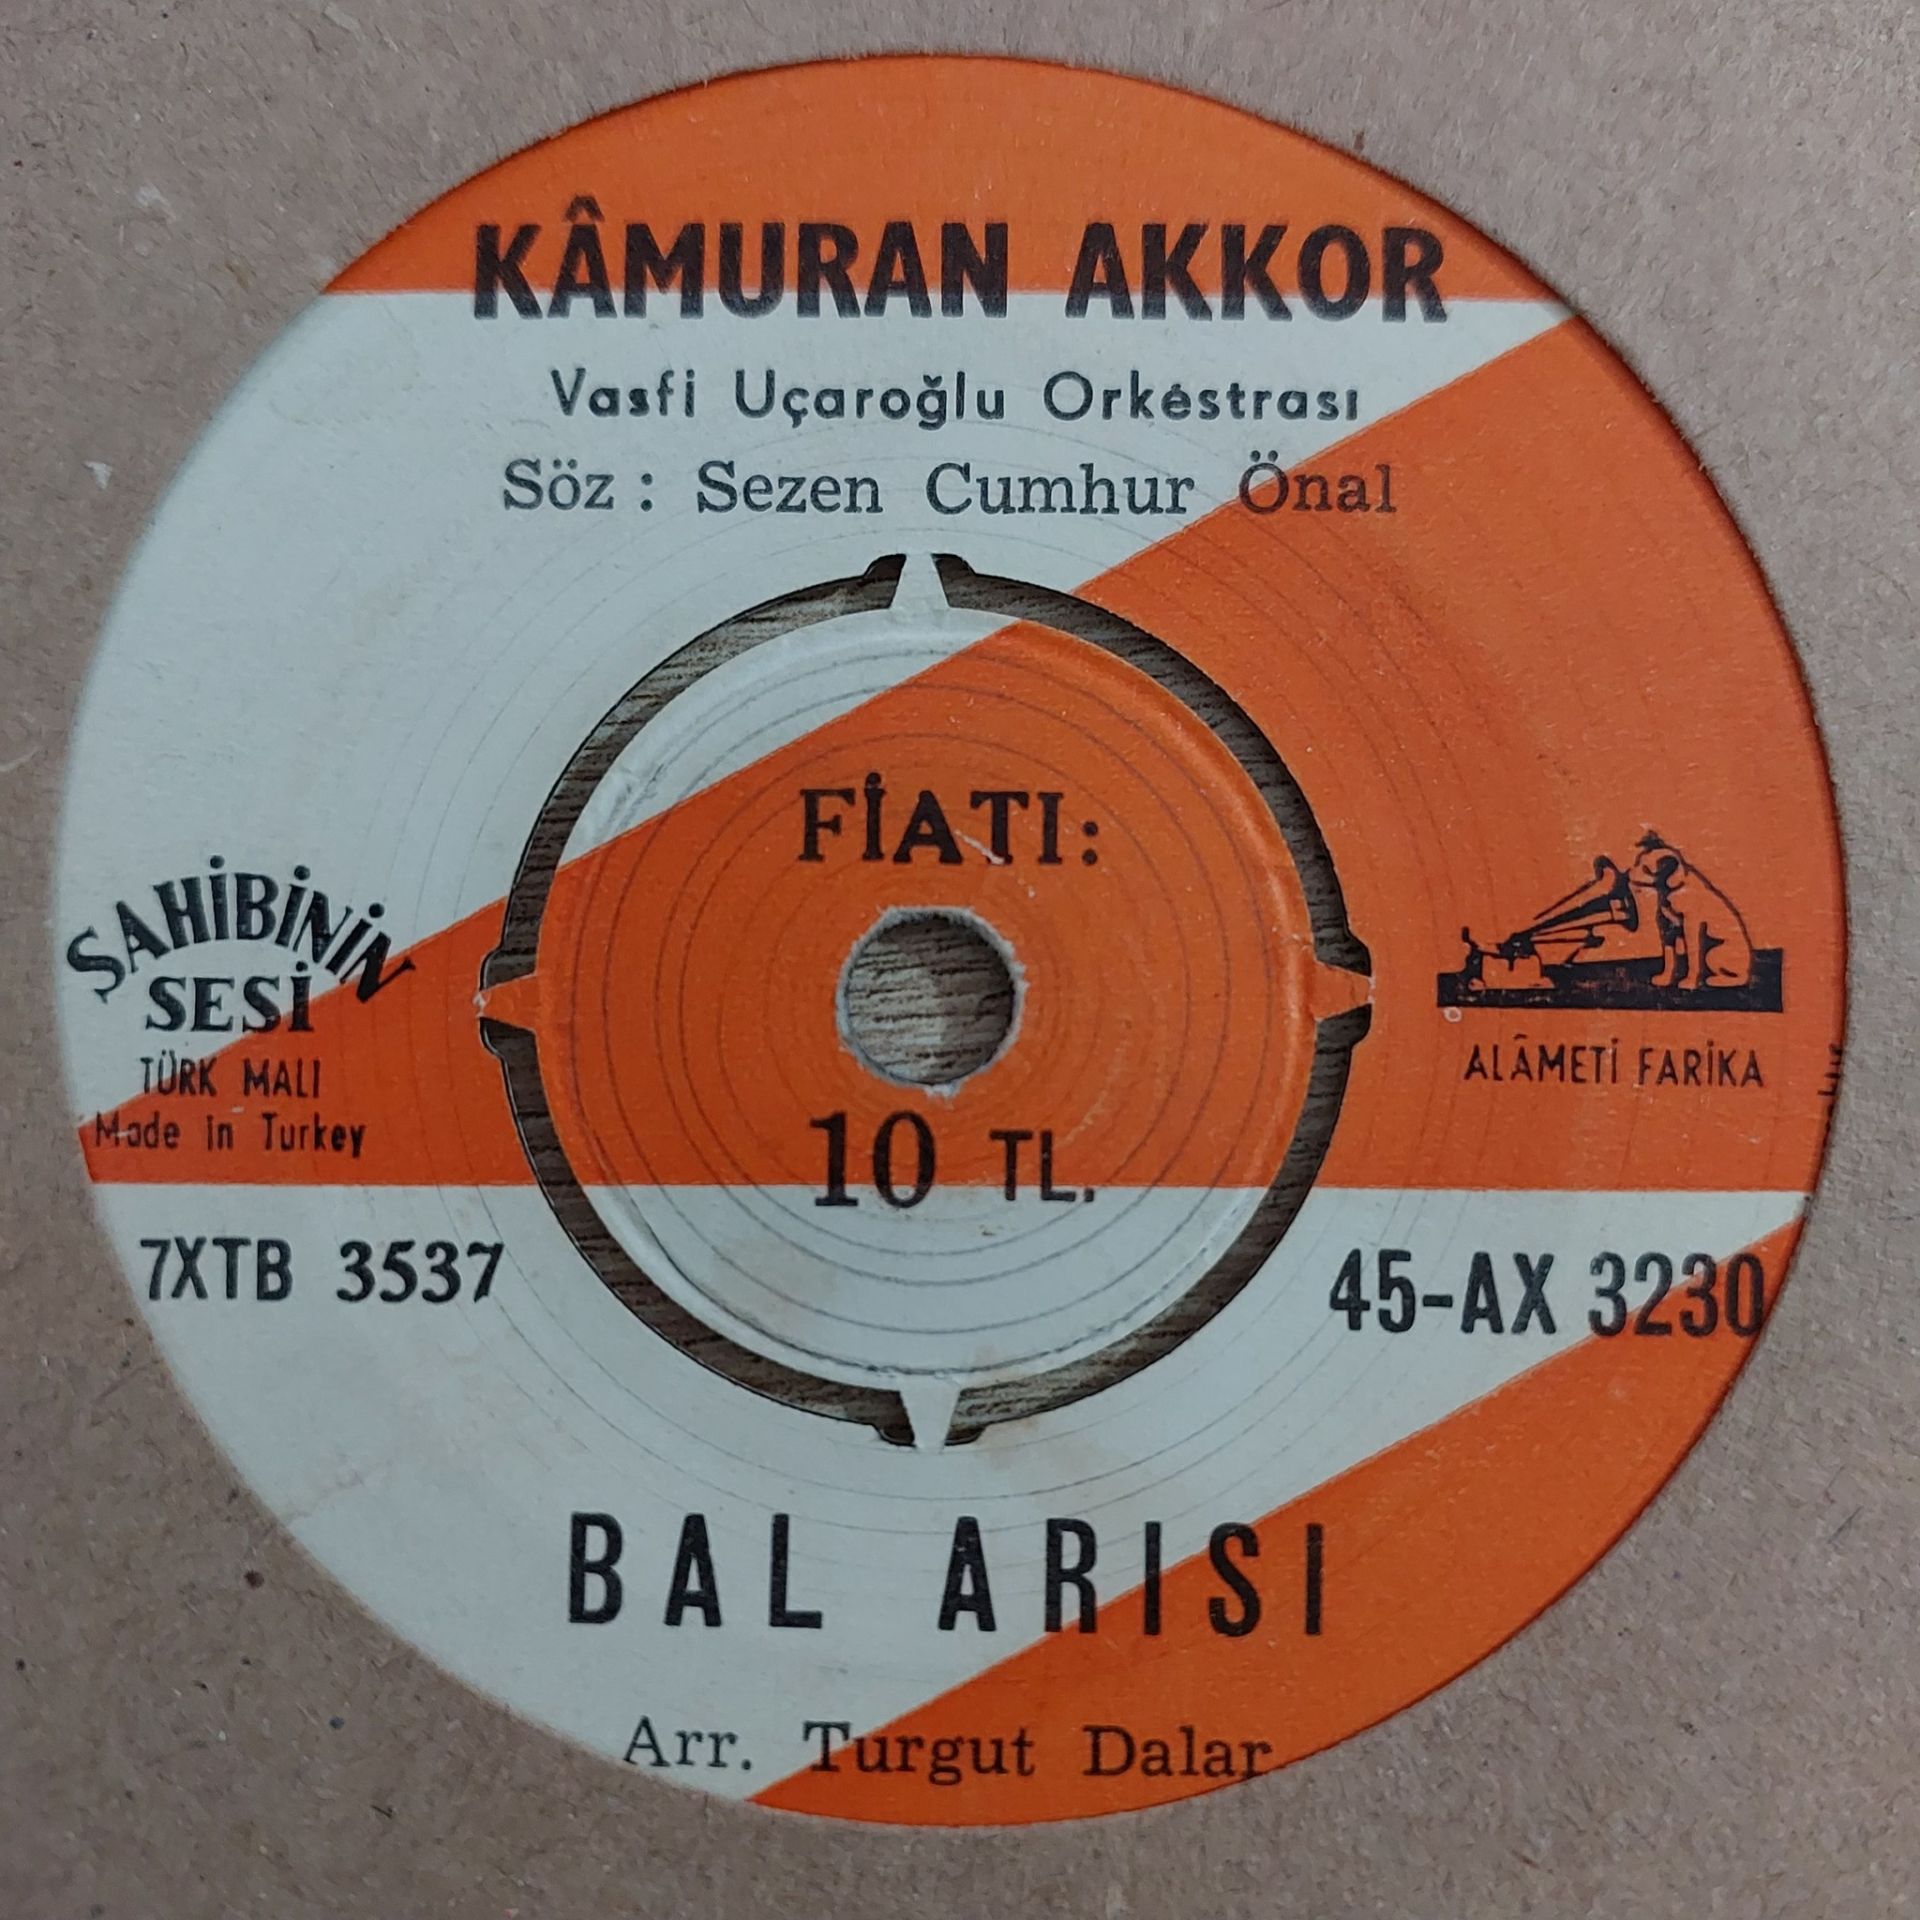 KÂMURAN AKKOR
Vasfi Uçaroğlu Orkestrası
Söz : Sezen Cumhur Önal
FİATI:
10 TL.
SAHİBİNİN
SESİ
TÜRK MALI
Made in Turkey
ALÂMETİ FARİKA
7XTB 3537
45-AX 3230
BAL ARISI
Arr. Turgut Dalar